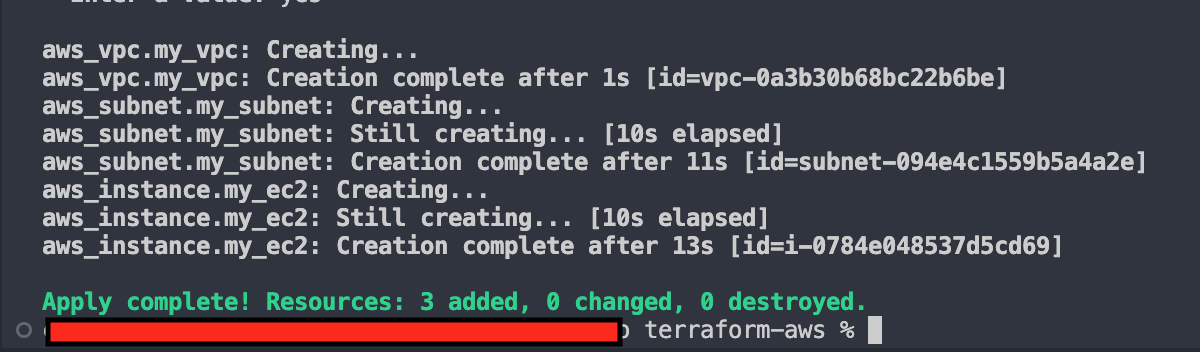 Enter a value: yes
aws_vpc.my_vpc: Creating...
aws_vpc.my_vpc: Creation complete after 1s [id=vpc-0a3b30b68bc22b6be]
aws_subnet.my_subnet: Creating...
aws_subnet.my_subnet: Still creating... [10s elapsed]
aws_subnet.my_subnet: Creation complete after 11s [id=subnet-094e4c1559b5a4a2e]
aws_instance.my_ec2: Creating...
aws_instance.my_ec2: Still creating... [10s elapsed]
aws_instance.my_ec2: Creation complete after 13s [id=i-0784e048537d5cd69]
Apply complete! Resources: 3 added, 0 changed, 0 destroyed.
terraform-aws %